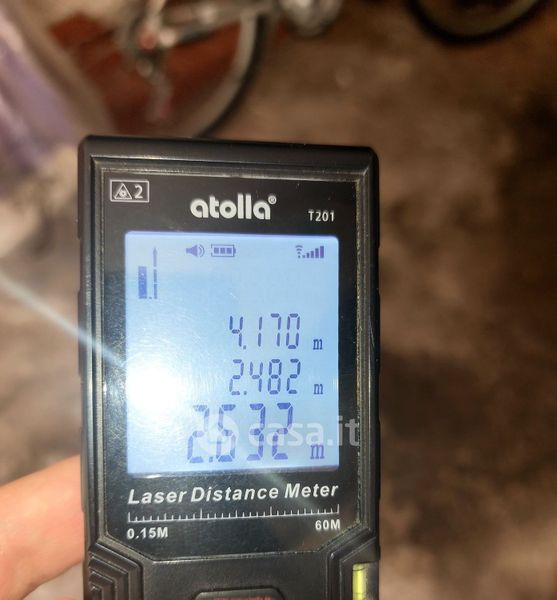 2
atolla®
T201
4.170 m
2.482 m
2.632 m
casa.it
Laser Distance Meter
0.15M 60M